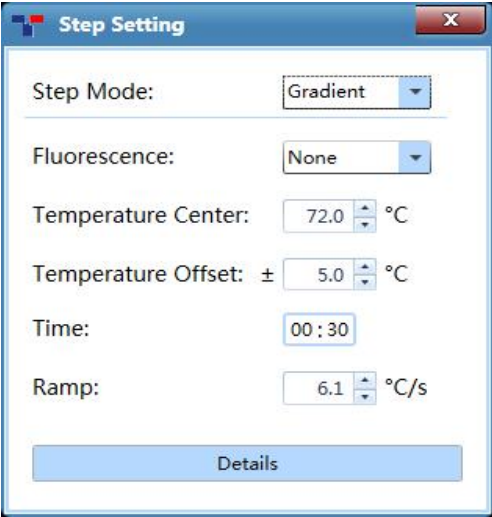 Step Setting
x
Step Mode: Gradient
Fluorescence: None
Temperature Center: 72.0 °C
Temperature Offset: ± 5.0 °C
Time: 00:30
Ramp: 6.1 °C/s
Details